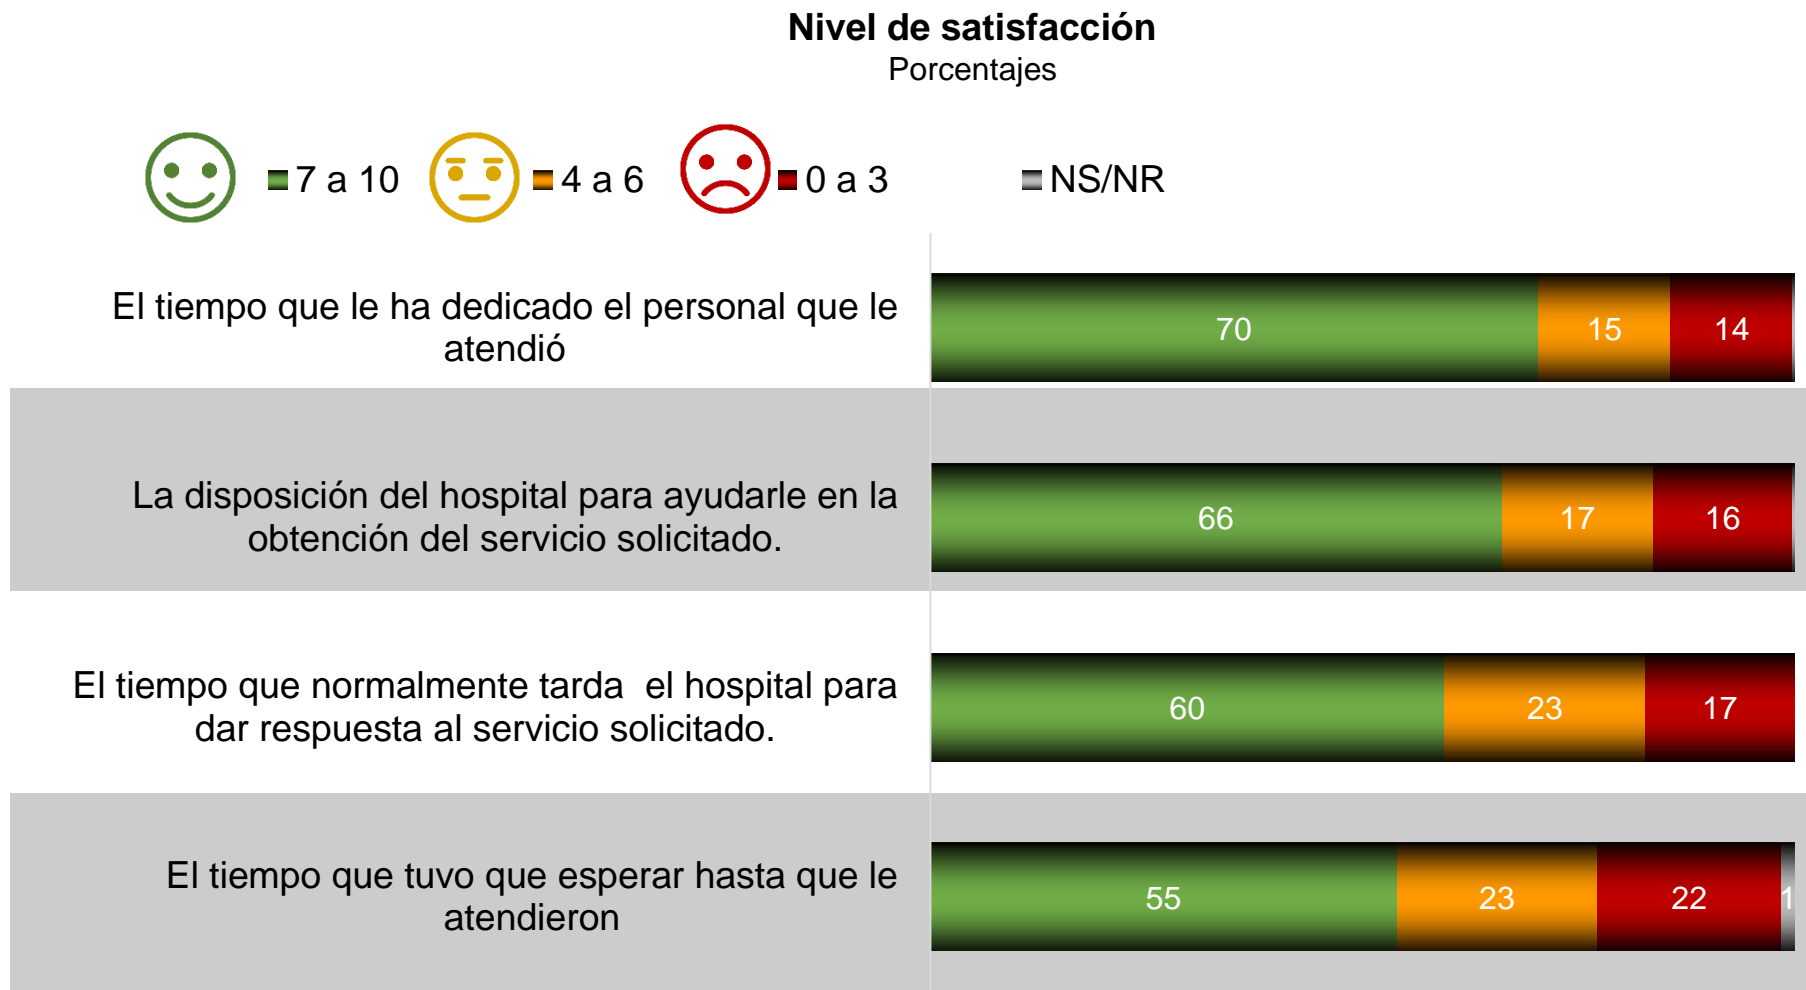 Nivel de satisfacción
Porcentajes
7 a 10 4 a 6 0 a 3 NS/NR
El tiempo que le ha dedicado el personal que le
atendió
70 15 14
La disposición del hospital para ayudarle en la
obtención del servicio solicitado.
66 17 16
El tiempo que normalmente tarda  el hospital para
dar respuesta al servicio solicitado.
60 23 17
El tiempo que tuvo que esperar hasta que le
atendieron
55 23 22 1